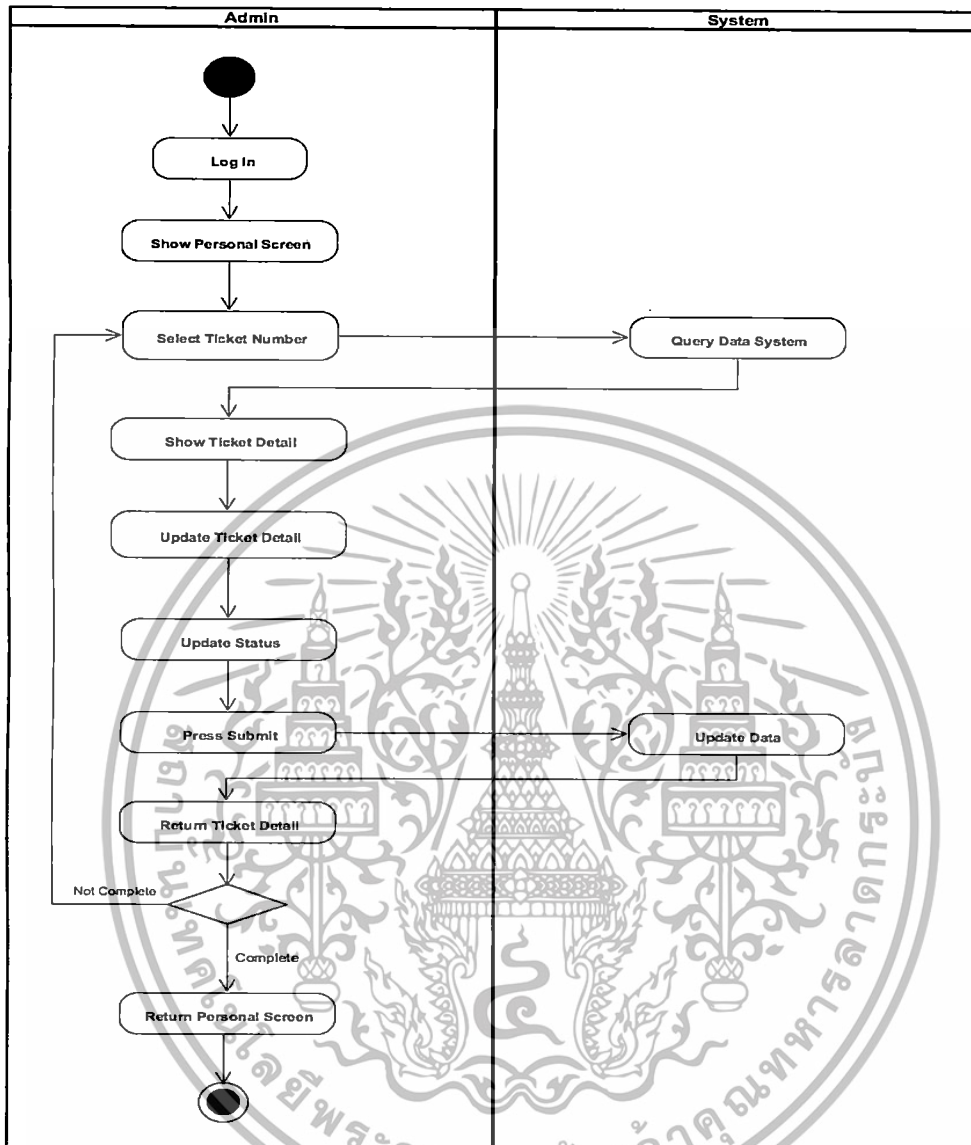 Admin
System
Log In
Show Personal Screen
Select Ticket Number
Query Data System
Show Ticket Detail
Update Ticket Detail
Update Status
Press Submit
Update Data
Return Ticket Detail
Not Complete
Complete
Return Personal Screen